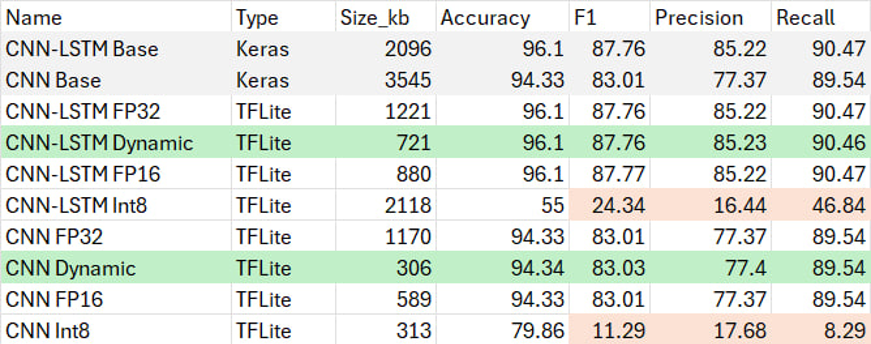 Name Type Size_kb Accuracy F1 Precision Recall
CNN-LSTM Base Keras 2096 96.1 87.76 85.22 90.47
CNN Base Keras 3545 94.33 83.01 77.37 89.54
CNN-LSTM FP32 TFLite 1221 96.1 87.76 85.22 90.47
CNN-LSTM Dynamic TFLite 721 96.1 87.76 85.23 90.46
CNN-LSTM FP16 TFLite 880 96.1 87.77 85.22 90.47
CNN-LSTM Int8 TFLite 2118 55 24.34 16.44 46.84
CNN FP32 TFLite 1170 94.33 83.01 77.37 89.54
CNN Dynamic TFLite 306 94.34 83.03 77.4 89.54
CNN FP16 TFLite 589 94.33 83.01 77.37 89.54
CNN Int8 TFLite 313 79.86 11.29 17.68 8.29